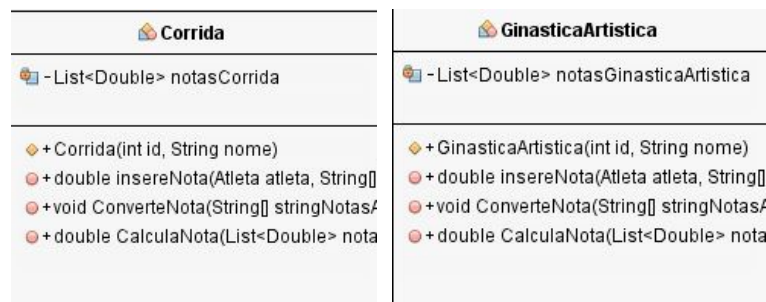 Corrida
-List<Double> notasCorrida
+Corrida(int id, String nome)
+double insereNota(Atleta atleta, String[]
+void ConverteNota(String[] stringNotasA
+double CalculaNota(List<Double> nota
GinasticaArtistica
-List<Double> notasGinasticaArtistica
+GinasticaArtistica(int id, String nome)
+double insereNota(Atleta atleta, String[]
+void ConverteNota(String[] stringNotasA
+double CalculaNota(List<Double> nota